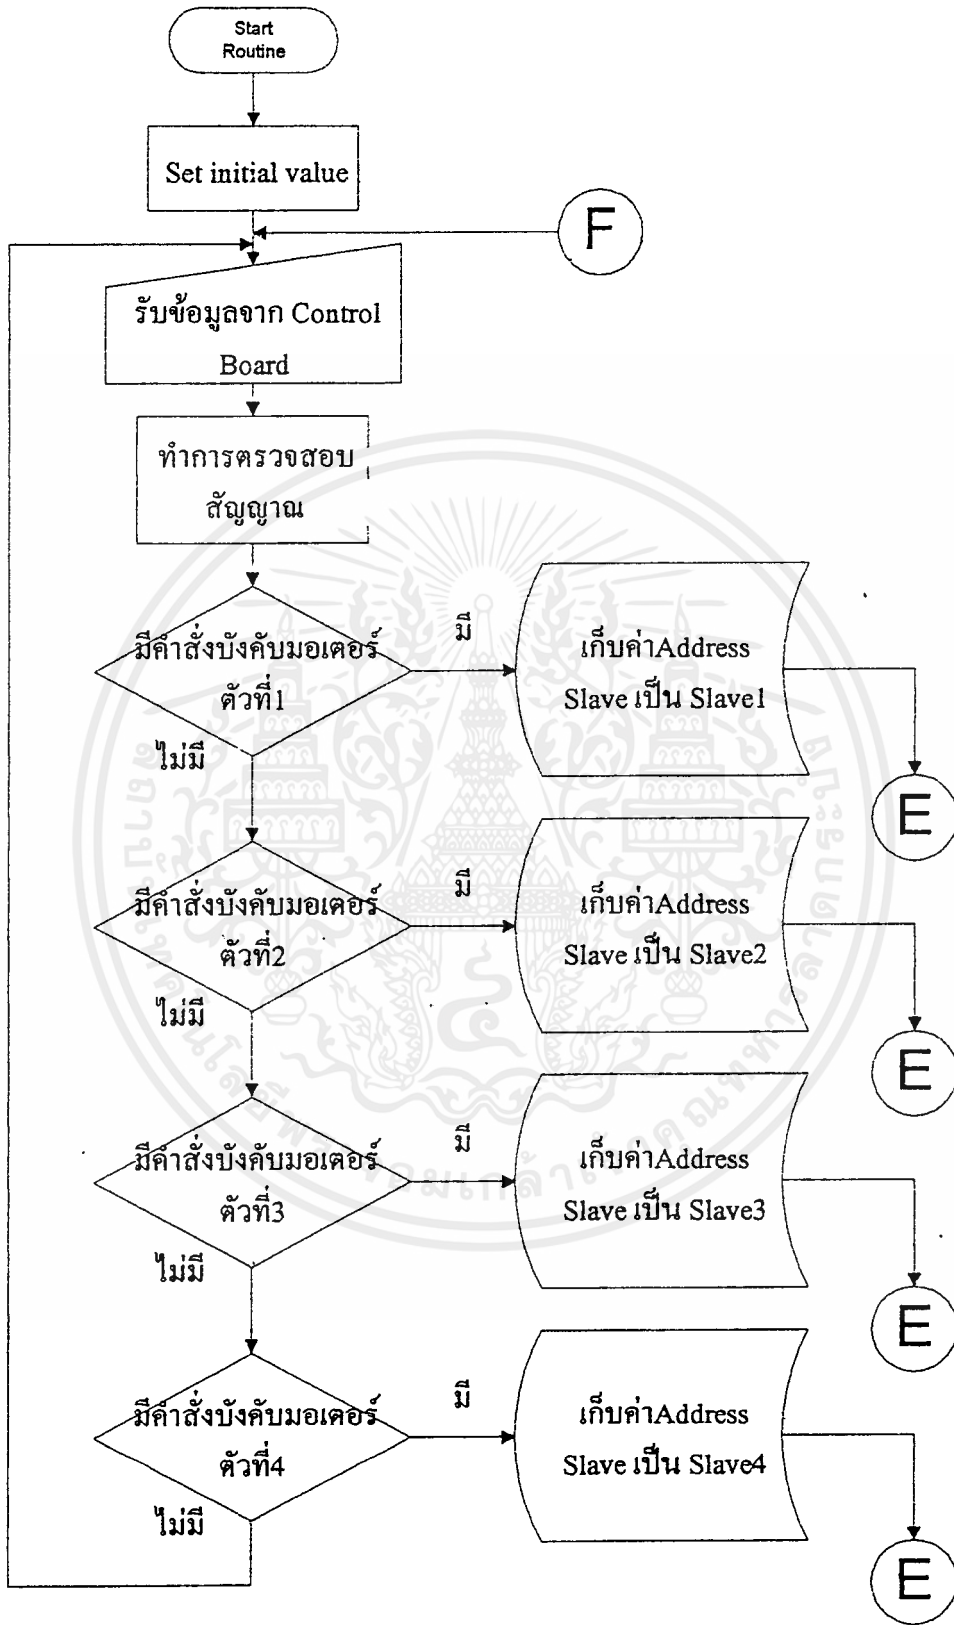 Start
Routine
Set initial value
F
รับข้อมูลจาก Control
Board
ทำการตรวจสอบ
สัญญาณ
มีคำสั่งบังคับมอเตอร์
ตัวที่1
มี
เก็บค่าAddress
Slave เป็น Slave1
ไม่มี
E
มีคำสั่งบังคับมอเตอร์
ตัวที่2
มี
เก็บค่าAddress
Slave เป็น Slave2
ไม่มี
E
มีคำสั่งบังคับมอเตอร์
ตัวที่3
มี
เก็บค่าAddress
Slave เป็น Slave3
ไม่มี
E
มีคำสั่งบังคับมอเตอร์
ตัวที่4
มี
เก็บค่าAddress
Slave เป็น Slave4
ไม่มี
E